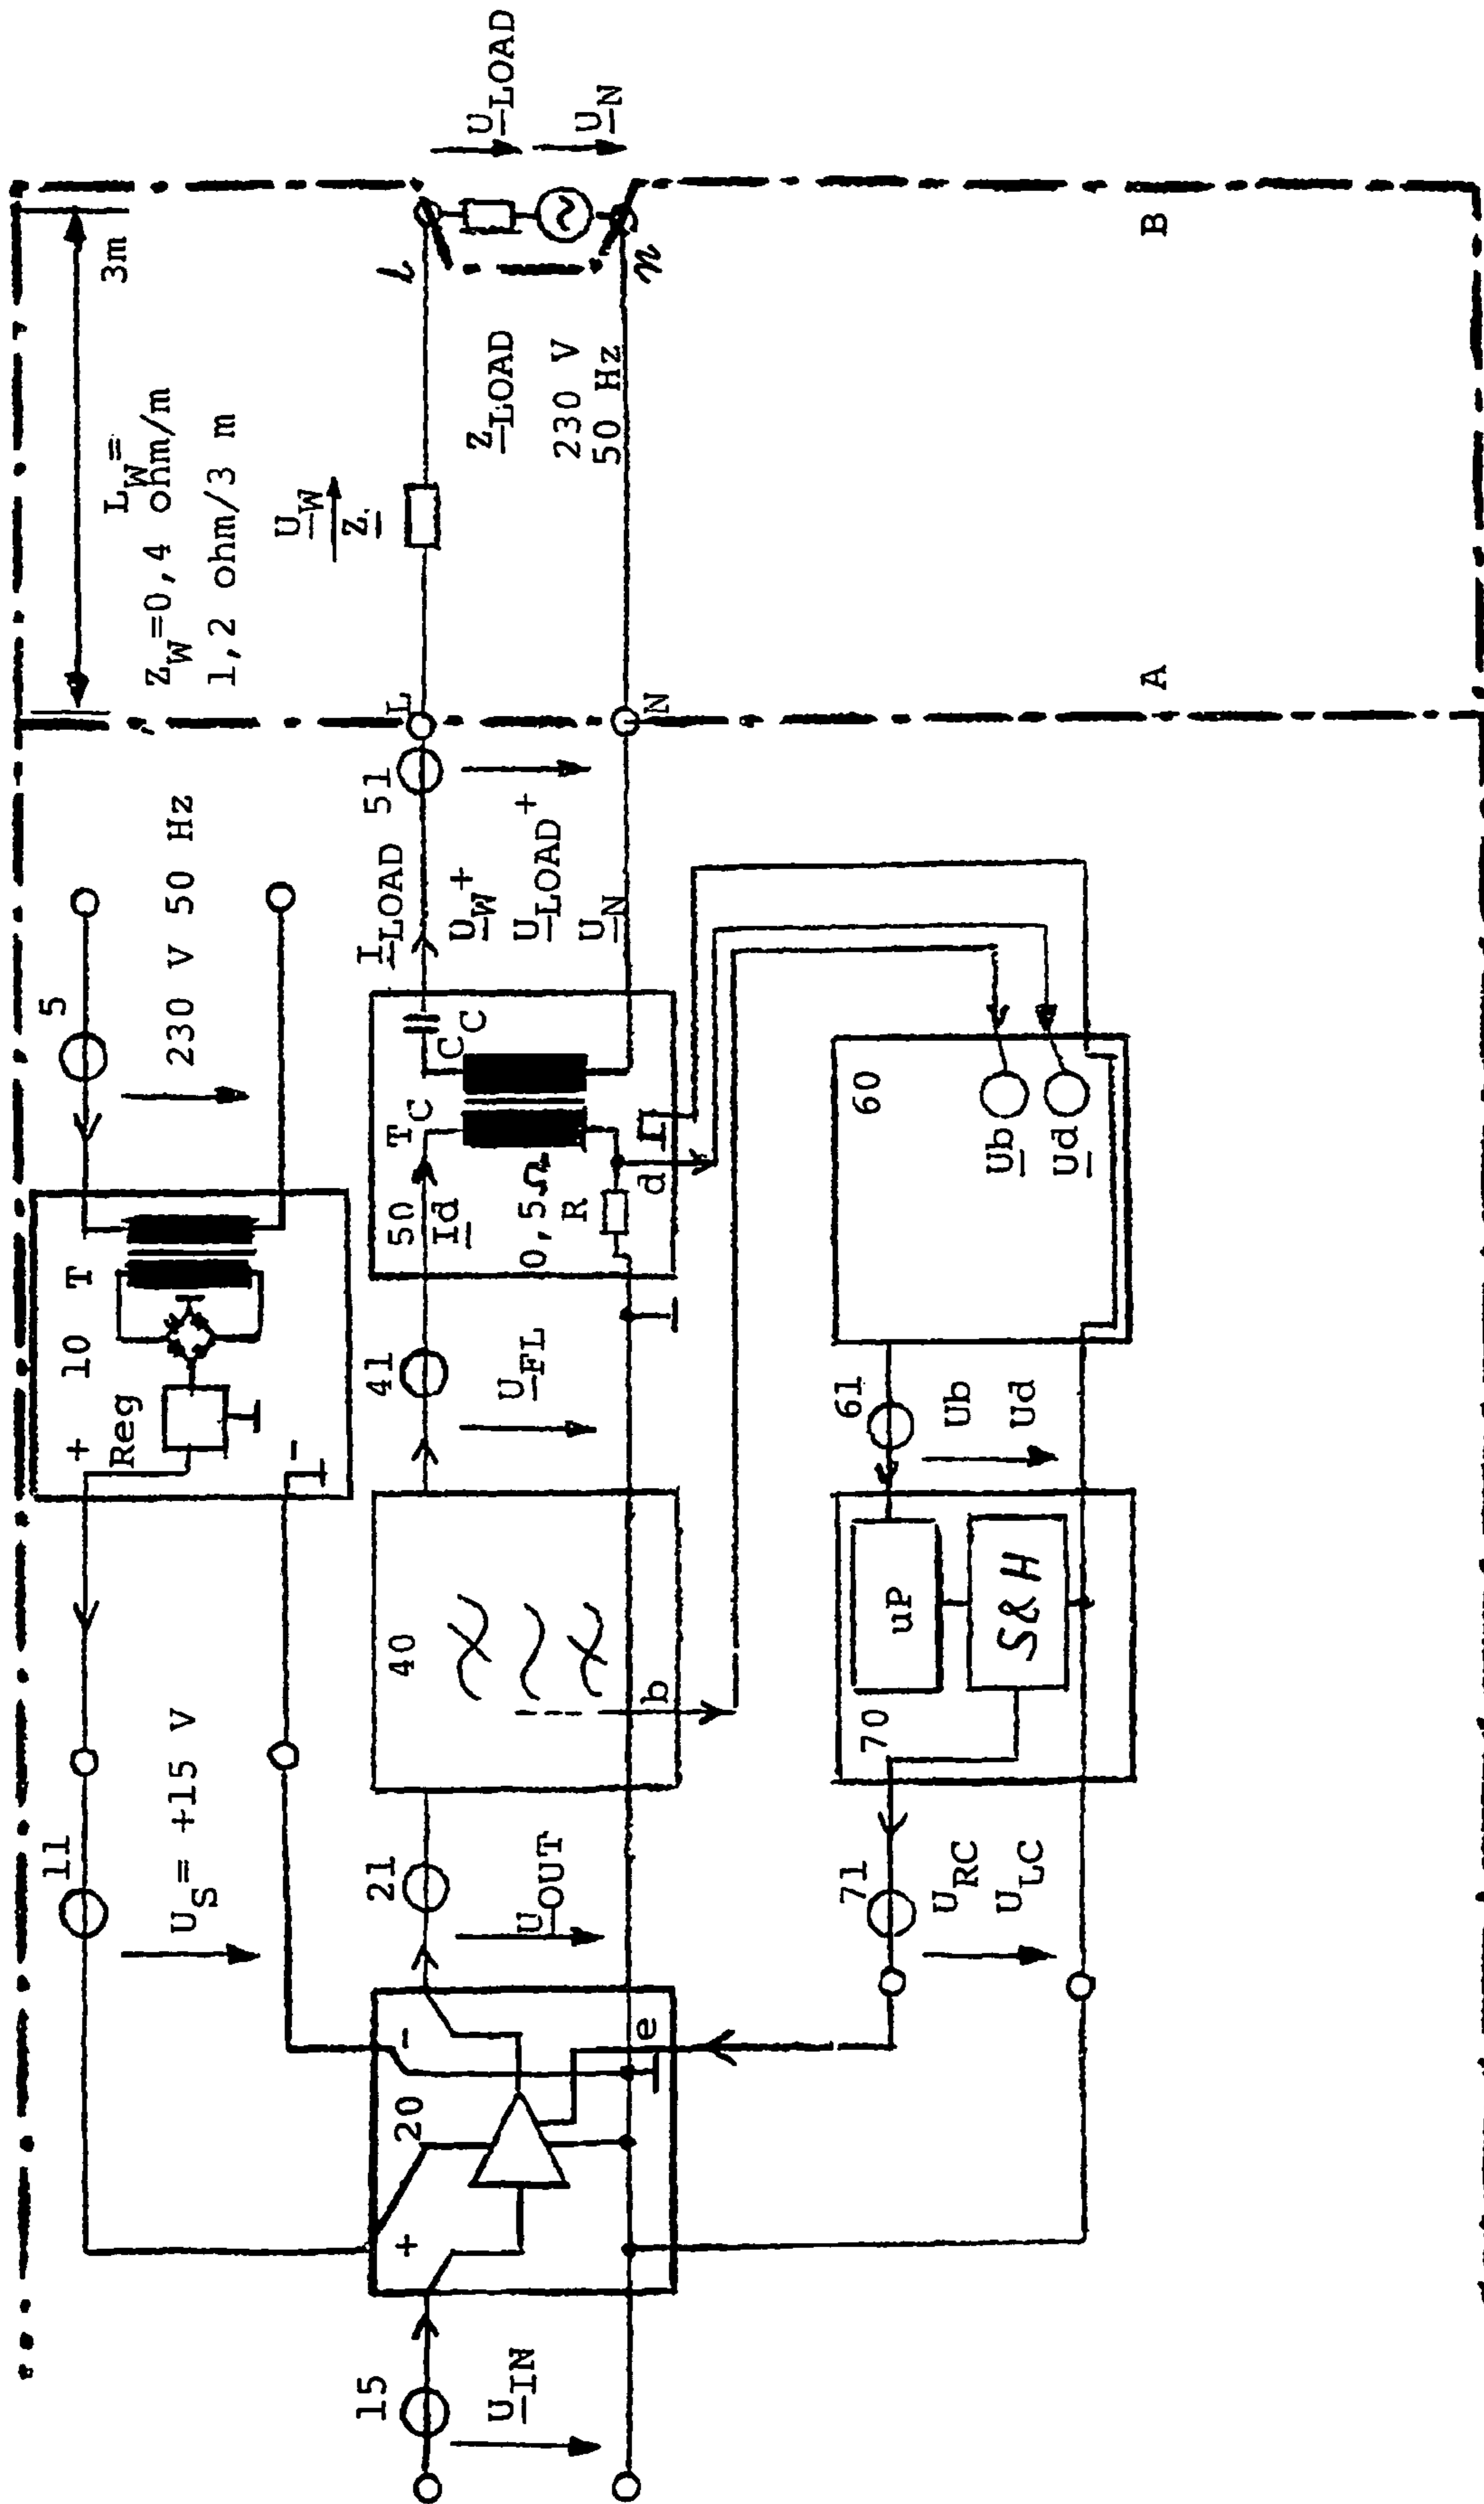 5
230 V 50 Hz
3m
L_W=
Z_W=0,4 ohm/m
1,2 ohm/3 m
11
U_S= +15 V
+ 10 T
Reg
-
15
U_IN
+ 20 -
e
21
U_OUT
40
b
41
U_FL
50 T_C C_C
Id
0,5Ω
R
d
I_LOAD 51
U_W+
U_LOAD+
U_N
L
N
U_W
Z
Z_LOAD
230 V
50 Hz
l
n
U_LOAD
U_N
71
U_RC
U_LC
70
uP
S&H
61
Ub
Ud
60
Ub
Ud
A
B